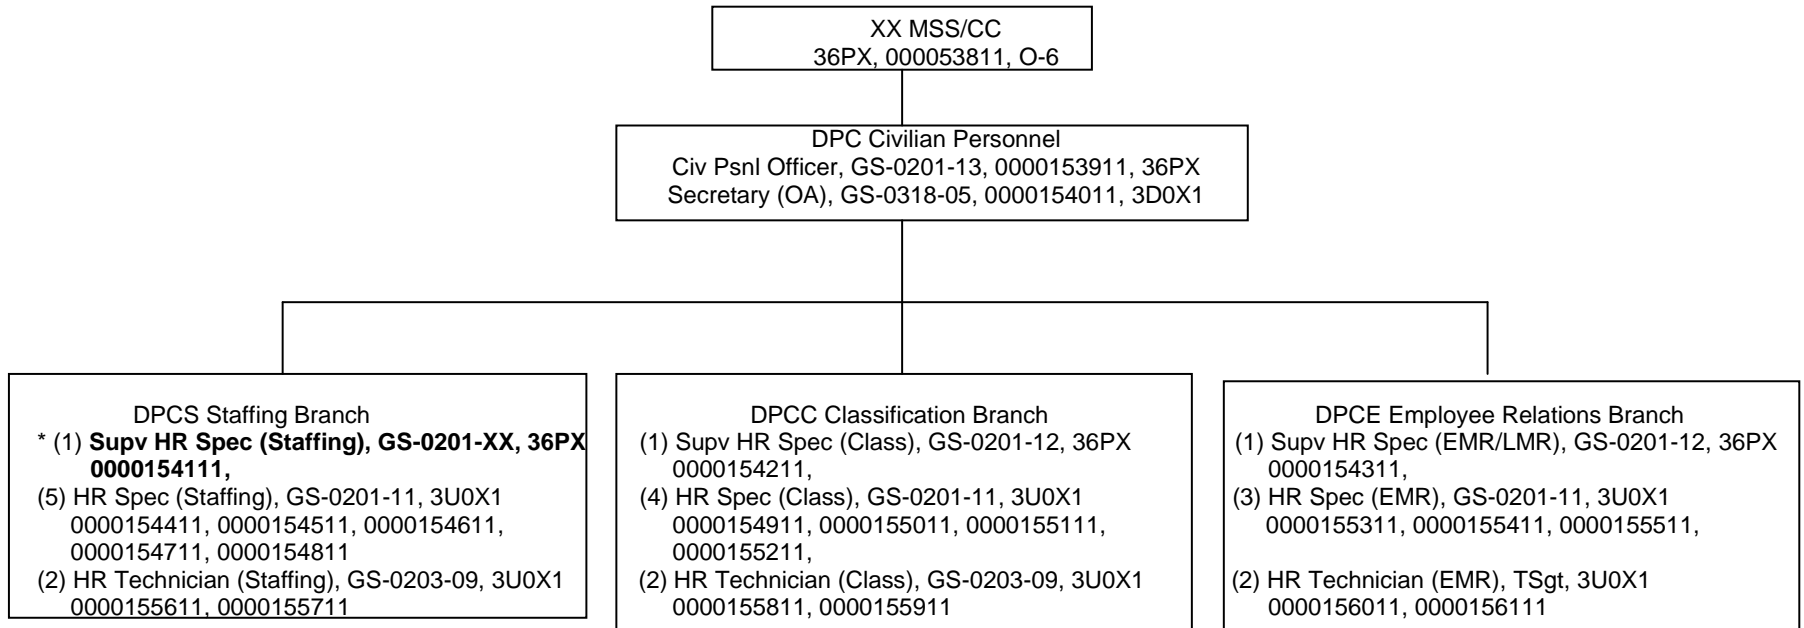 XX MSS/CC
36PX, 000053811, O-6
DPC Civilian Personnel
Civ Psnl Officer, GS-0201-13, 0000153911, 36PX
Secretary (OA), GS-0318-05, 0000154011, 3D0X1
DPCS Staffing Branch
* (1) Supv HR Spec (Staffing), GS-0201-XX, 36PX
0000154111,
(5) HR Spec (Staffing), GS-0201-11, 3U0X1
0000154411, 0000154511, 0000154611,
0000154711, 0000154811
(2) HR Technician (Staffing), GS-0203-09, 3U0X1
0000155611, 0000155711
DPCC Classification Branch
(1) Supv HR Spec (Class), GS-0201-12, 36PX
0000154211,
(4) HR Spec (Class), GS-0201-11, 3U0X1
0000154911, 0000155011, 0000155111,
0000155211,
(2) HR Technician (Class), GS-0203-09, 3U0X1
0000155811, 0000155911
DPCE Employee Relations Branch
(1) Supv HR Spec (EMR/LMR), GS-0201-12, 36PX
0000154311,
(3) HR Spec (EMR), GS-0201-11, 3U0X1
0000155311, 0000155411, 0000155511,
(2) HR Technician (EMR), TSgt, 3U0X1
0000156011, 0000156111